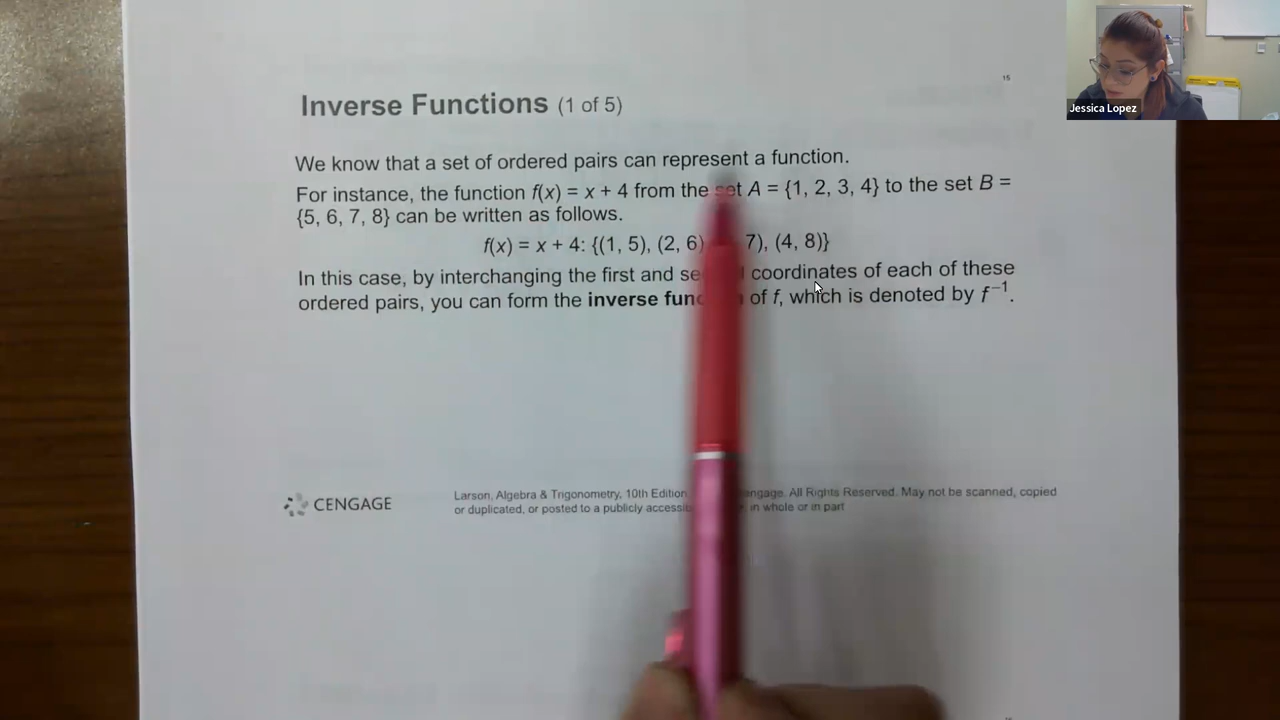 Jessica Lopez
15
Inverse Functions (1 of 5)
We know that a set of ordered pairs can represent a function.
For instance, the function f(x) = x + 4 from the set A = {1, 2, 3, 4} to the set B =
{5, 6, 7, 8} can be written as follows.
f(x) = x + 4: {(1, 5), (2, 6) 7), (4, 8)}
In this case, by interchanging the first and coordinates of each of these
ordered pairs, you can form the inverse of f, which is denoted by f⁻¹.
CENGAGE
Larson, Algebra & Trigonometry, 10th Edition. All Rights Reserved. May not be scanned, copied
or duplicated, or posted to a publicly in whole or in part